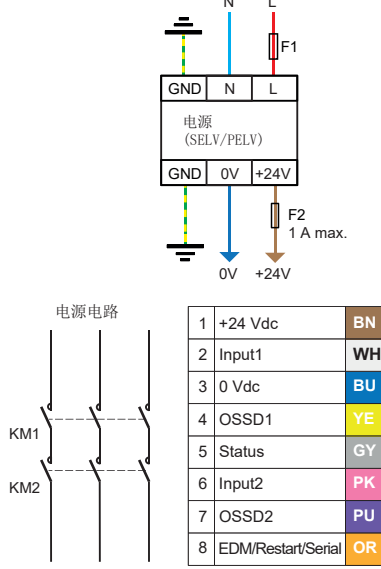 N L
F1
GND N L
电源
(SELV/PELV)
GND 0V +24V
F2
1 A max.
0V +24V
电源电路
KM1
KM2
1 +24 Vdc BN
2 Input1 WH
3 0 Vdc BU
4 OSSD1 YE
5 Status GY
6 Input2 PK
7 OSSD2 PU
8 EDM/Restart/Serial OR